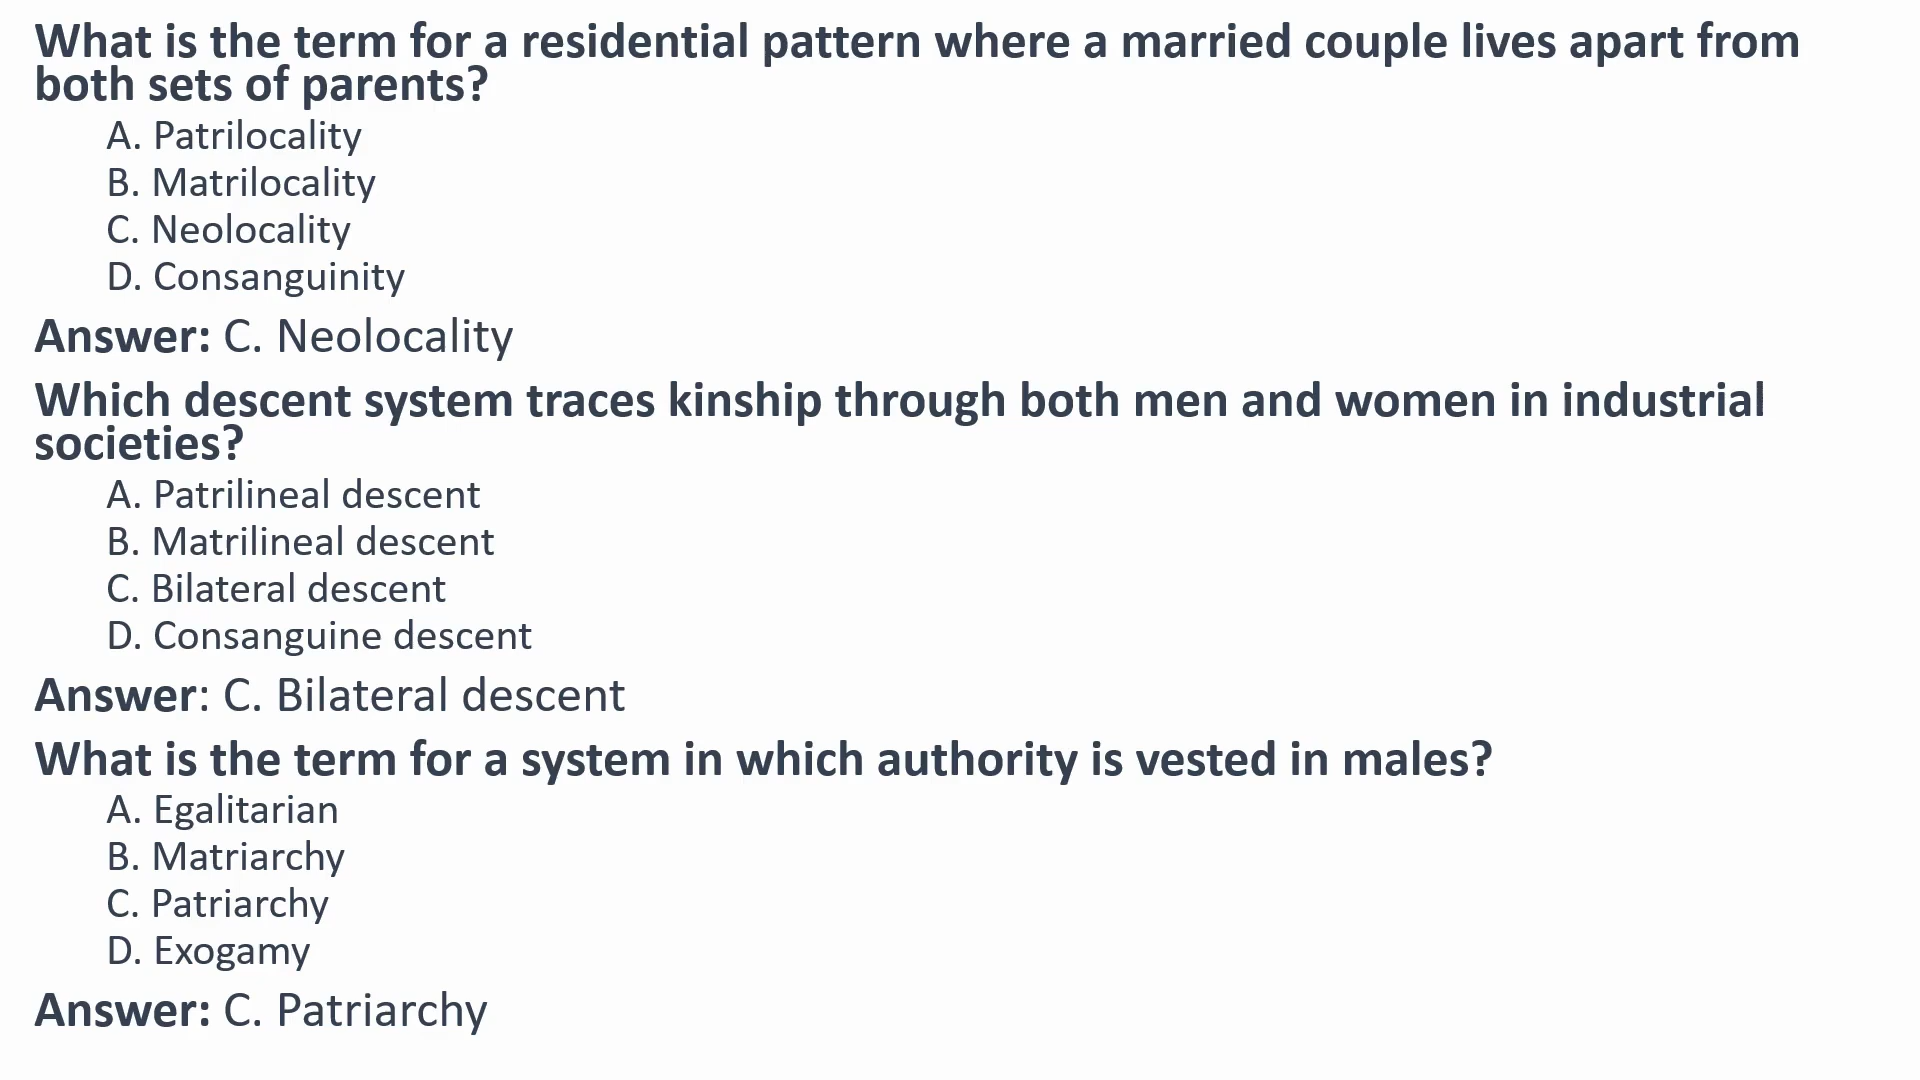 What is the term for a residential pattern where a married couple lives apart from
both sets of parents?
A. Patrilocality
B. Matrilocality
C. Neolocality
D. Consanguinity
Answer: C. Neolocality
Which descent system traces kinship through both men and women in industrial
societies?
A. Patrilineal descent
B. Matrilineal descent
C. Bilateral descent
D. Consanguine descent
Answer: C. Bilateral descent
What is the term for a system in which authority is vested in males?
A. Egalitarian
B. Matriarchy
C. Patriarchy
D. Exogamy
Answer: C. Patriarchy